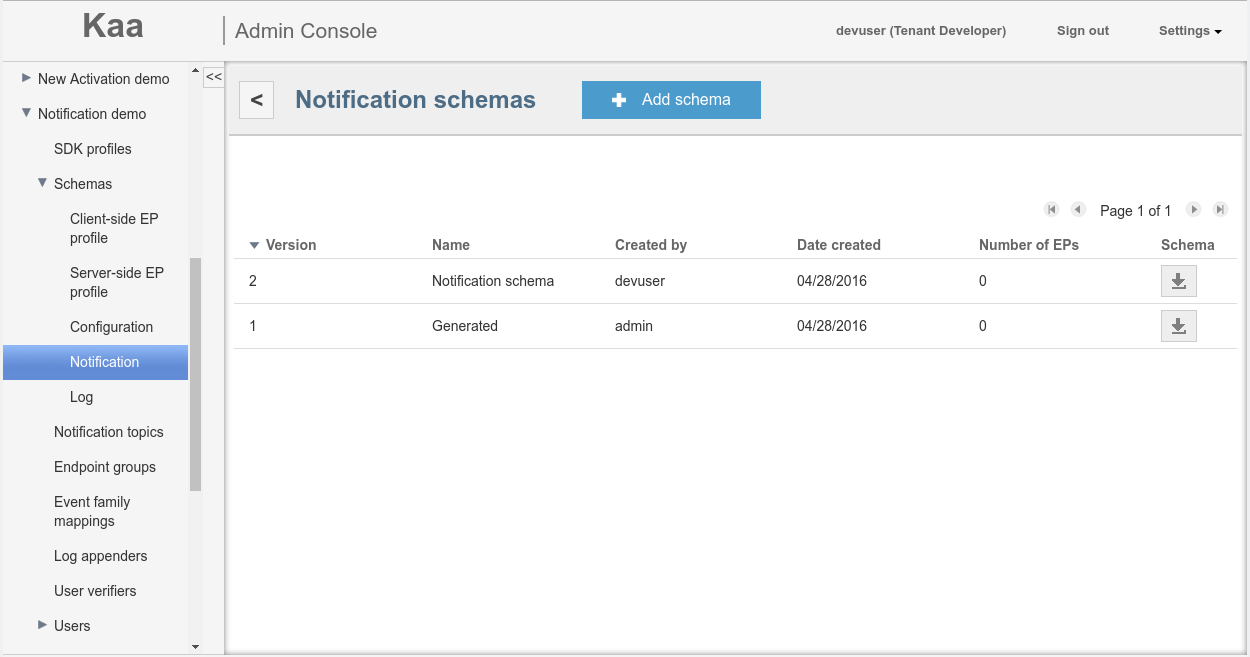 Kaa
Admin Console
devuser (Tenant Developer)
Sign out
Settings
New Activation demo
Notification demo
SDK profiles
Schemas
Client-side EP
profile
Server-side EP
profile
Configuration
Notification
Log
Notification topics
Endpoint groups
Event family
mappings
Log appenders
User verifiers
Users
<<
<
Notification schemas
Add schema
Page 1 of 1
Version Name Created by Date created Number of EPs Schema
2 Notification schema devuser 04/28/2016 0
1 Generated admin 04/28/2016 0